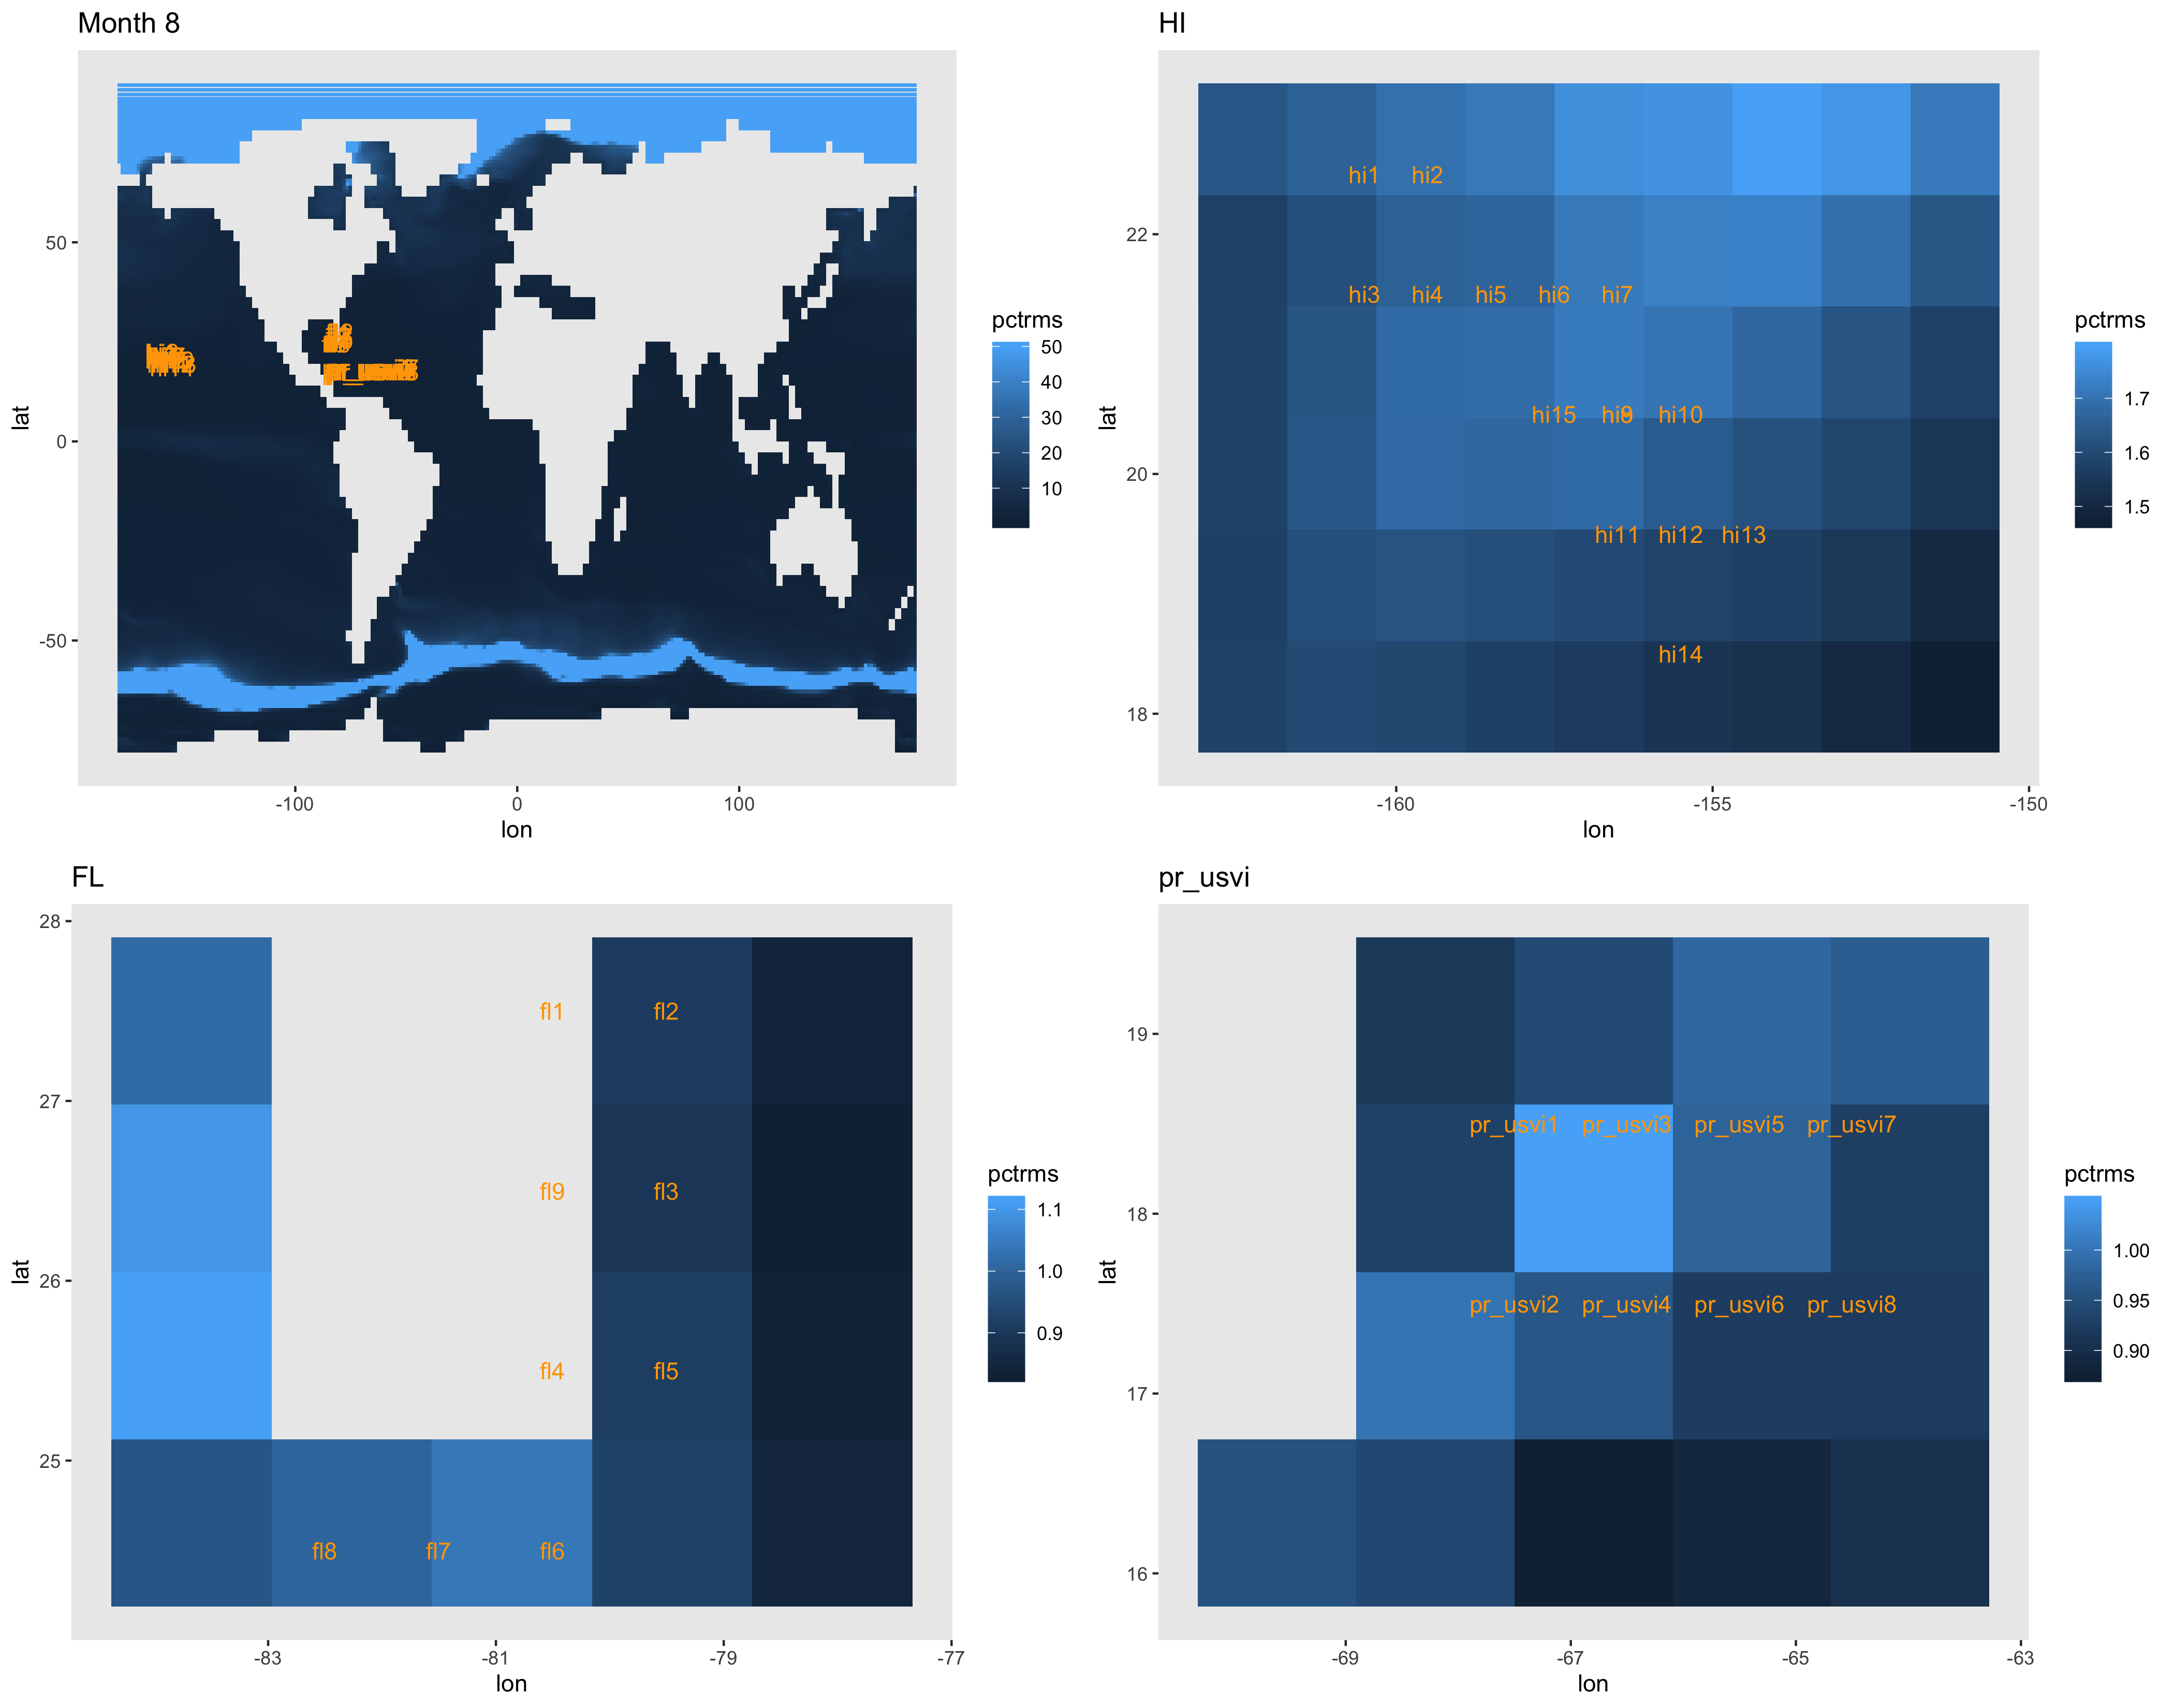 Month 8
50
0
-50
lat
-100
0
100
lon
pctrms
50
40
30
20
10
HI
hi1 hi2
hi3 hi4 hi5 hi6 hi7
hi15 hi9 hi10
hi11 hi12 hi13
hi14
22
20
18
lat
-160
-155
-150
lon
pctrms
1.7
1.6
1.5
FL
fl1 fl2
fl9 fl3
fl4 fl5
fl8 fl7 fl6
28
27
26
25
lat
-83
-81
-79
-77
lon
pctrms
1.1
1.0
0.9
pr_usvi
pr_usvi1 pr_usvi3 pr_usvi5 pr_usvi7
pr_usvi2 pr_usvi4 pr_usvi6 pr_usvi8
19
18
17
16
lat
-69
-67
-65
-63
lon
pctrms
1.00
0.95
0.90